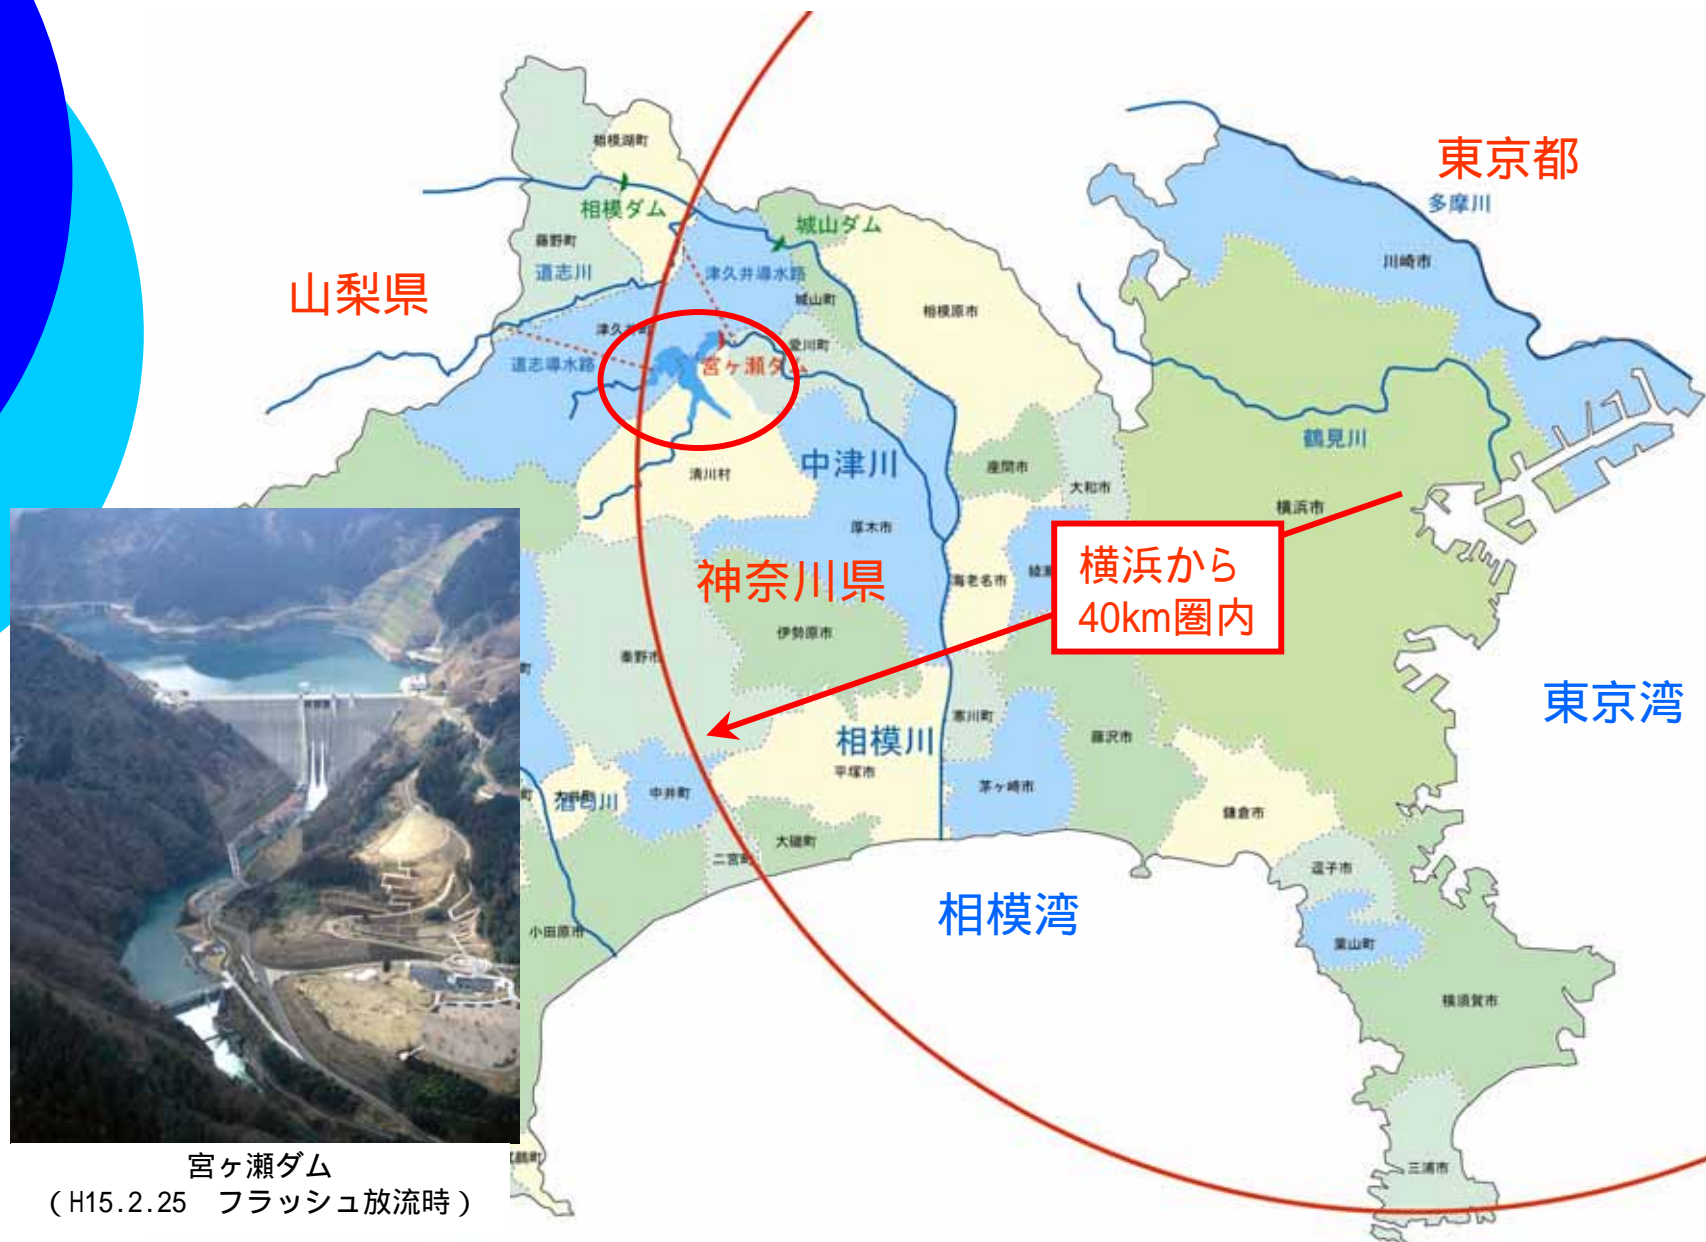 東京都
多摩川
相模湖町
相模ダム
城山ダム
藤野町
道志川
津久井導水路
川崎市
山梨県
城山町
相模原市
津久井町
愛川町
道志導水路
宮ヶ瀬ダム
鶴見川
中津川
清川村
座間市
大和市
横浜市
厚木市
神奈川県
海老名市
横浜から
40km圏内
伊勢原市
秦野市
東京湾
寒川町
相模川
藤沢市
平塚市
中井町
酒匂川
茅ヶ崎市
鎌倉市
大磯町
二宮町
逗子市
相模湾
小田原市
葉山町
横須賀市
三浦市
宮ヶ瀬ダム
(H15.2.25 フラッシュ放流時)